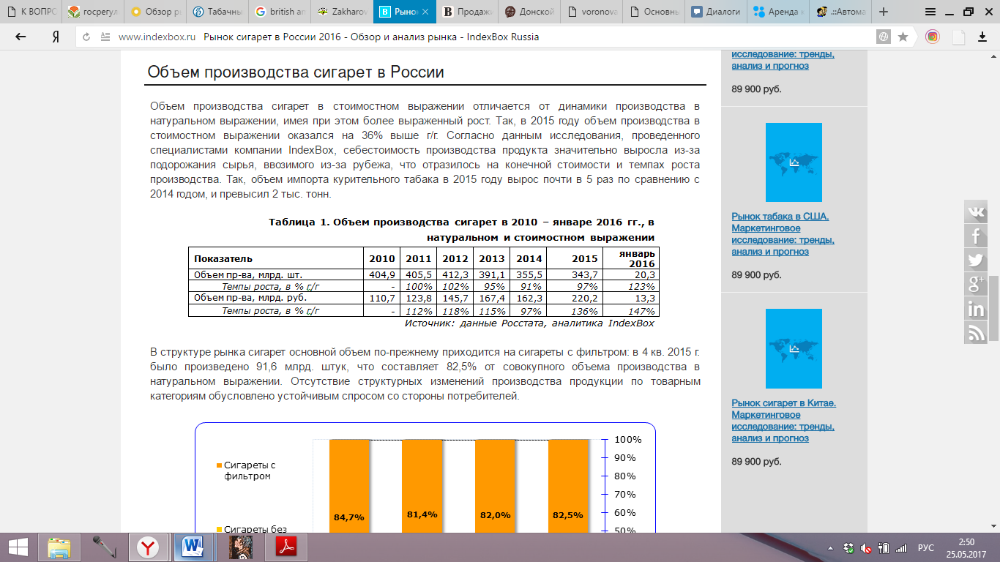 К ВОПРО
госрегул
Обзор р
Табачны
british an
Zakharov
Рынок
Продажи
Донской
voronova
Основны
Диалоги
Аренда к
.::Автома
Я
www.indexbox.ru Рынок сигарет в России 2016 - Обзор и анализ рынка - IndexBox Russia
Объем производства сигарет в России
Объем производства сигарет в стоимостном выражении отличается от динамики производства в
натуральном выражении, имея при этом более выраженный рост. Так, в 2015 году объем производства в
стоимостном выражении оказался на 36% выше г/г. Согласно данным исследования, проведенного
специалистами компании IndexBox, себестоимость производства продукта значительно выросла из-за
подорожания сырья, ввозимого из-за рубежа, что отразилось на конечной стоимости и темпах роста
производства. Так, объем импорта курительного табака в 2015 году вырос почти в 5 раз по сравнению с
2014 годом, и превысил 2 тыс. тонн.
Таблица 1. Объем производства сигарет в 2010 – январе 2016 гг., в
натуральном и стоимостном выражении
Показатель 2010 2011 2012 2013 2014 2015 январь
2016
Объем пр-ва, млрд. шт. 404,9 405,5 412,3 391,1 355,5 343,7 20,3
Темпы роста, в % г/г - 100% 102% 95% 91% 97% 123%
Объем пр-ва, млрд. руб. 110,7 123,8 145,7 167,4 162,3 220,2 13,3
Темпы роста, в % г/г - 112% 118% 115% 97% 136% 147%
Источник: данные Росстата, аналитика IndexBox
В структуре рынка сигарет основной объем по-прежнему приходится на сигареты с фильтром: в 4 кв. 2015 г.
было произведено 91,6 млрд. штук, что составляет 82,5% от совокупного объема производства в
натуральном выражении. Отсутствие структурных изменений производства продукции по товарным
категориям обусловлено устойчивым спросом со стороны потребителей.
Сигареты с
фильтром
Сигареты без
84,7%
81,4%
82,0%
82,5%
100%
90%
80%
70%
60%
50%
исследование: тренды,
анализ и прогноз
89 900 руб.
Рынок табака в США.
Маркетинговое
исследование: тренды,
анализ и прогноз
89 900 руб.
Рынок сигарет в Китае.
Маркетинговое
исследование: тренды,
анализ и прогноз
89 900 руб.
РУС
2:50
25.05.2017